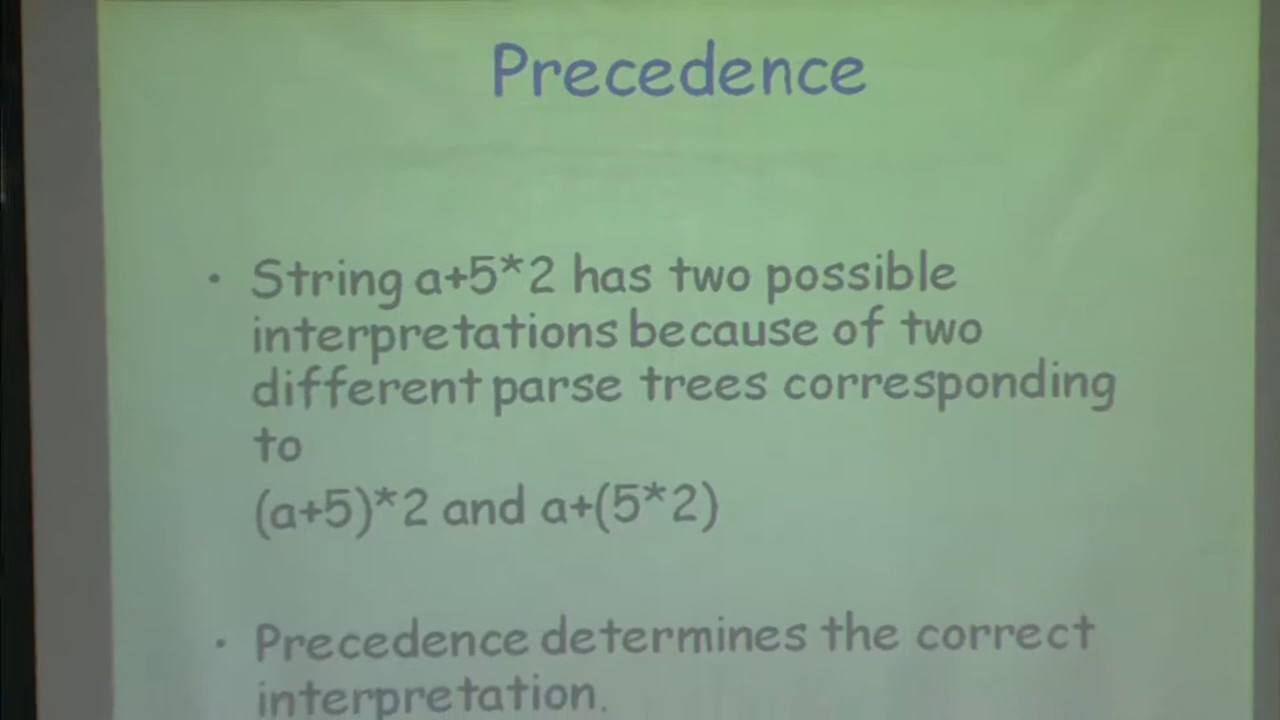 Precedence
• String a+5*2 has two possible
interpretations because of two
different parse trees corresponding
to
(a+5)*2 and a+(5*2)
• Precedence determines the correct
interpretation.